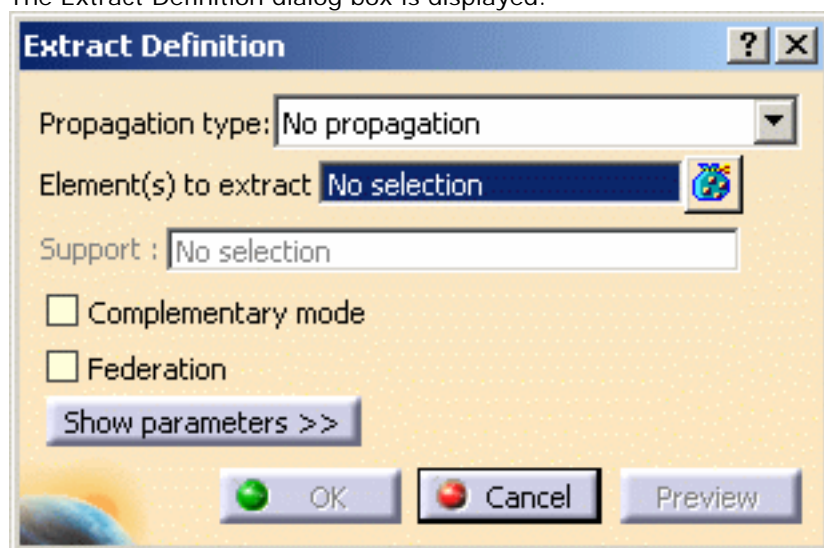 The Extract Definition dialog box is displayed.
Extract Definition
Propagation type: No propagation
Element(s) to extract No selection
Support : No selection
Complementary mode
Federation
Show parameters >>
OK Cancel Preview